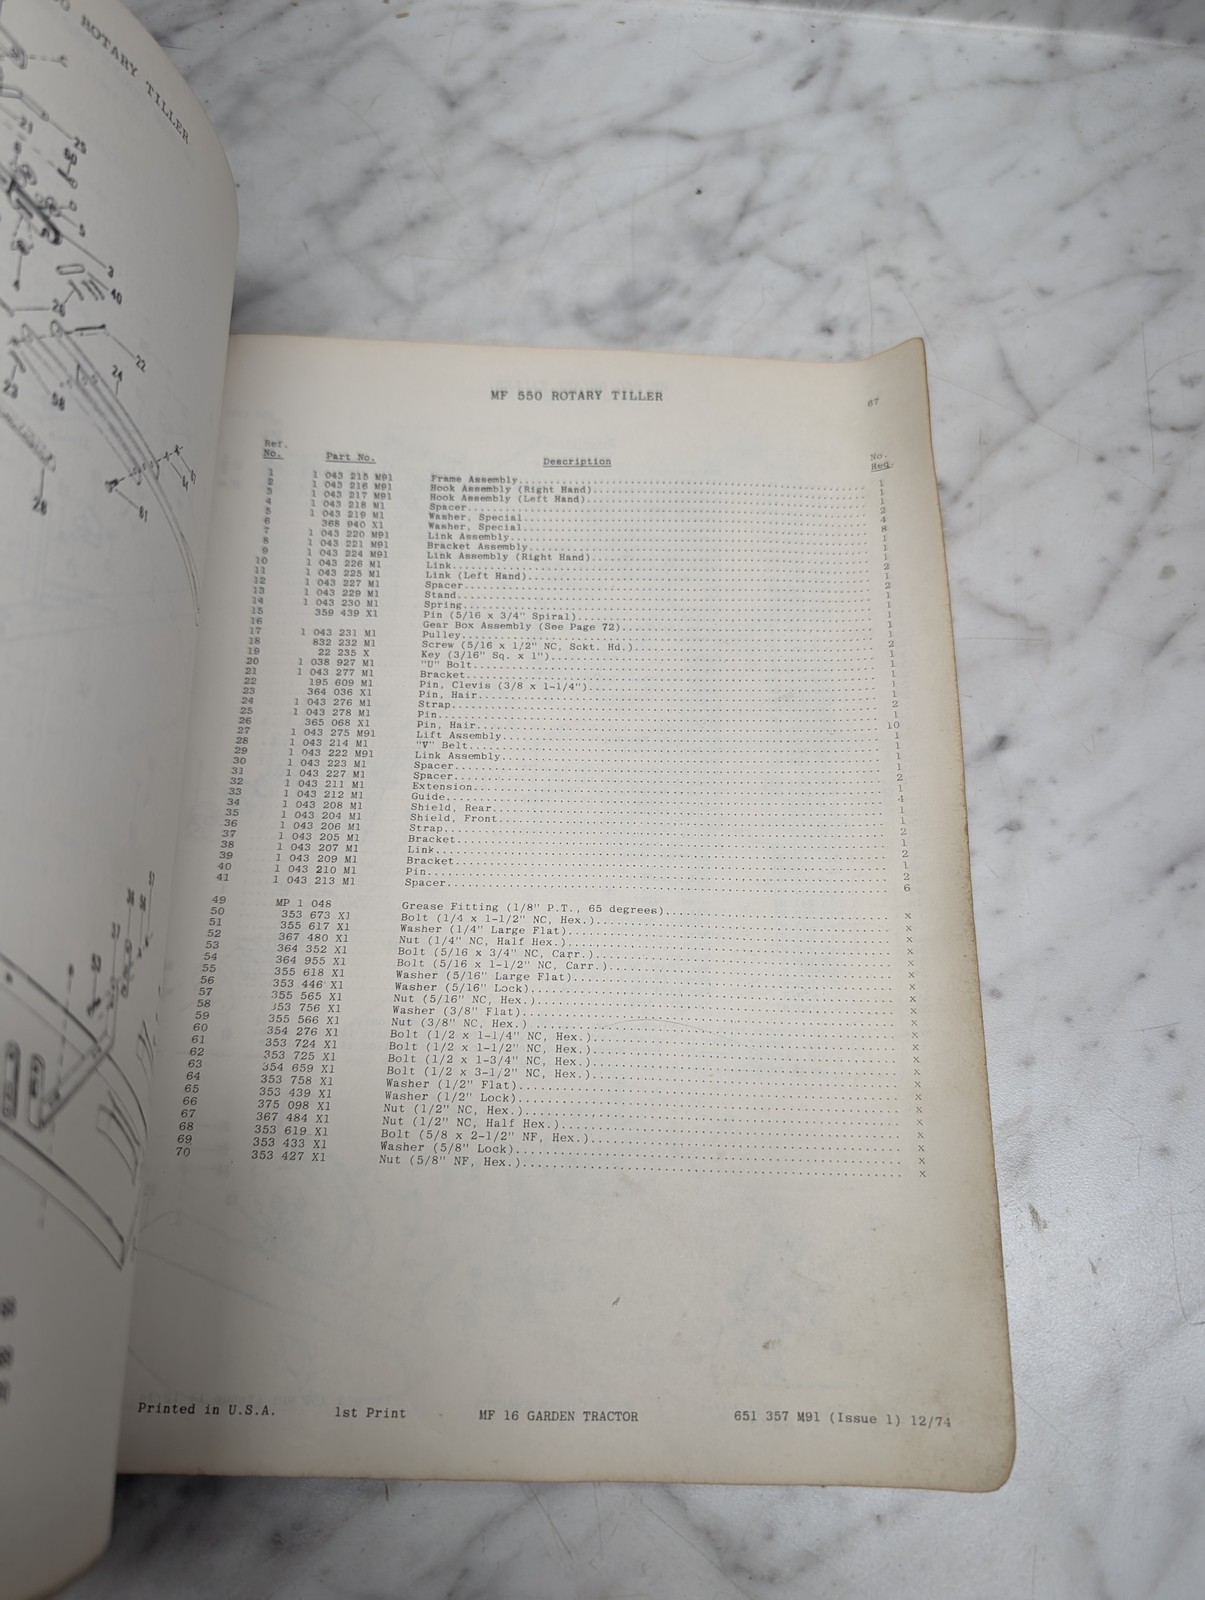 ROTARY TILLER
21
25
50
3
40
26
22
24
23
58
28
61
MF 550 ROTARY TILLER
67
Ref. No. Part No. Description No. Req.
1 1 043 215 M91 Frame Assembly 1
2 1 043 216 M91 Hook Assembly (Right Hand) 1
3 1 043 217 M91 Hook Assembly (Left Hand) 1
4 1 043 218 M1 Spacer 2
5 1 043 219 M1 Washer, Special 4
6 368 940 X1 Washer, Special 8
7 1 043 220 M91 Link Assembly 1
8 1 043 221 M91 Bracket Assembly 1
9 1 043 224 M91 Link Assembly (Right Hand) 1
10 1 043 226 M1 Link 2
11 1 043 225 M1 Link (Left Hand) 1
12 1 043 227 M1 Spacer 2
13 1 043 229 M1 Stand 1
14 1 043 230 M1 Spring 1
15 359 439 X1 Pin (5/16 x 3/4" Spiral) 1
16 Gear Box Assembly (See Page 72) 1
17 1 043 231 M1 Pulley 1
18 832 232 M1 Screw (5/16 x 1/2" NC, Sckt. Hd.) 2
19 22 235 X Key (3/16" Sq. x 1") 1
20 1 038 927 M1 "U" Bolt 1
21 1 043 277 M1 Bracket 1
22 195 609 M1 Pin, Clevis (3/8 x 1-1/4") 1
23 364 036 X1 Pin, Hair 1
24 1 043 276 M1 Strap 2
25 1 043 278 M1 Pin 1
26 365 068 X1 Pin, Hair 10
27 1 043 275 M91 Lift Assembly 1
28 1 043 214 M1 "V" Belt 1
29 1 043 222 M91 Link Assembly 1
30 1 043 223 M1 Spacer 1
31 1 043 227 M1 Spacer 2
32 1 043 211 M1 Extension 1
33 1 043 212 M1 Guide 4
34 1 043 208 M1 Shield, Rear 1
35 1 043 204 M1 Shield, Front 1
36 1 043 206 M1 Strap 2
37 1 043 205 M1 Bracket 1
38 1 043 207 M1 Link 2
39 1 043 209 M1 Bracket 1
40 1 043 210 M1 Pin 2
41 1 043 213 M1 Spacer 6
49 MP 1 048 Grease Fitting (1/8" P.T., 65 degrees) x
50 353 673 X1 Bolt (1/4 x 1-1/2" NC, Hex.) x
51 355 617 X1 Washer (1/4" Large Flat) x
52 367 480 X1 Nut (1/4" NC, Half Hex.) x
53 364 352 X1 Bolt (5/16 x 3/4" NC, Carr.) x
54 364 955 X1 Bolt (5/16 x 1-1/2" NC, Carr.) x
55 355 618 X1 Washer (5/16" Large Flat) x
56 353 446 X1 Washer (5/16" Lock) x
57 355 565 X1 Nut (5/16" NC, Hex.) x
58 353 756 X1 Washer (3/8" Flat) x
59 355 566 X1 Nut (3/8" NC, Hex.) x
60 354 276 X1 Bolt (1/2 x 1-1/4" NC, Hex.) x
61 353 724 X1 Bolt (1/2 x 1-1/2" NC, Hex.) x
62 353 725 X1 Bolt (1/2 x 1-3/4" NC, Hex.) x
63 354 659 X1 Bolt (1/2 x 3-1/2" NC, Hex.) x
64 353 758 X1 Washer (1/2" Flat) x
65 353 439 X1 Washer (1/2" Lock) x
66 375 098 X1 Nut (1/2" NC, Hex.) x
67 367 484 X1 Nut (1/2" NC, Half Hex.) x
68 353 619 X1 Bolt (5/8 x 2-1/2" NF, Hex.) x
69 353 433 X1 Washer (5/8" Lock) x
70 353 427 X1 Nut (5/8" NF, Hex.) x
Printed in U.S.A. 1st Print MF 16 GARDEN TRACTOR 651 357 M91 (Issue 1) 12/74